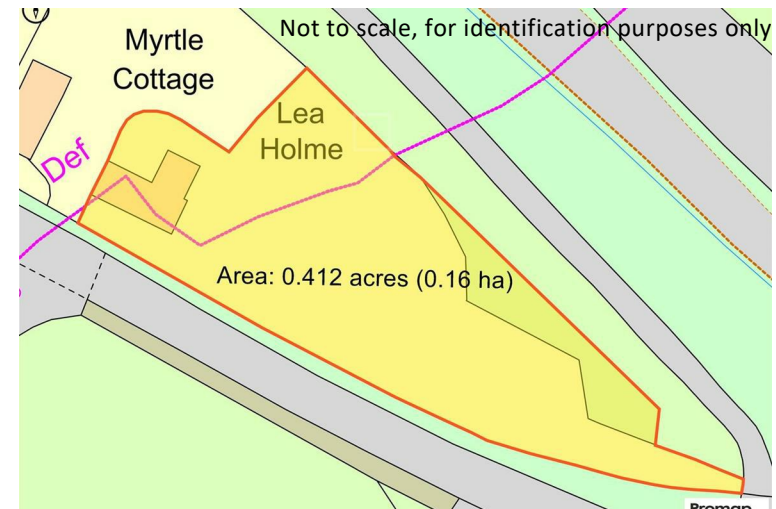 Not to scale, for identification purposes only
Myrtle
Cottage
Lea
Holme
Def
Area: 0.412 acres (0.16 ha)
Promap